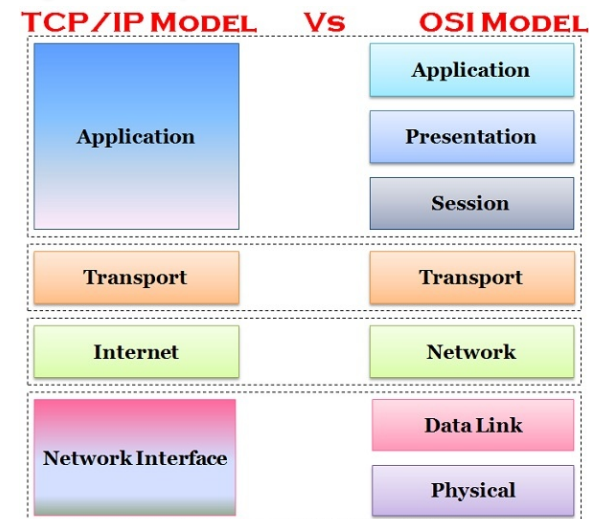 TCP/IP MODEL Vs OSI MODEL
Application
Application
Presentation
Session
Transport
Transport
Internet
Network
Network Interface
Data Link
Physical